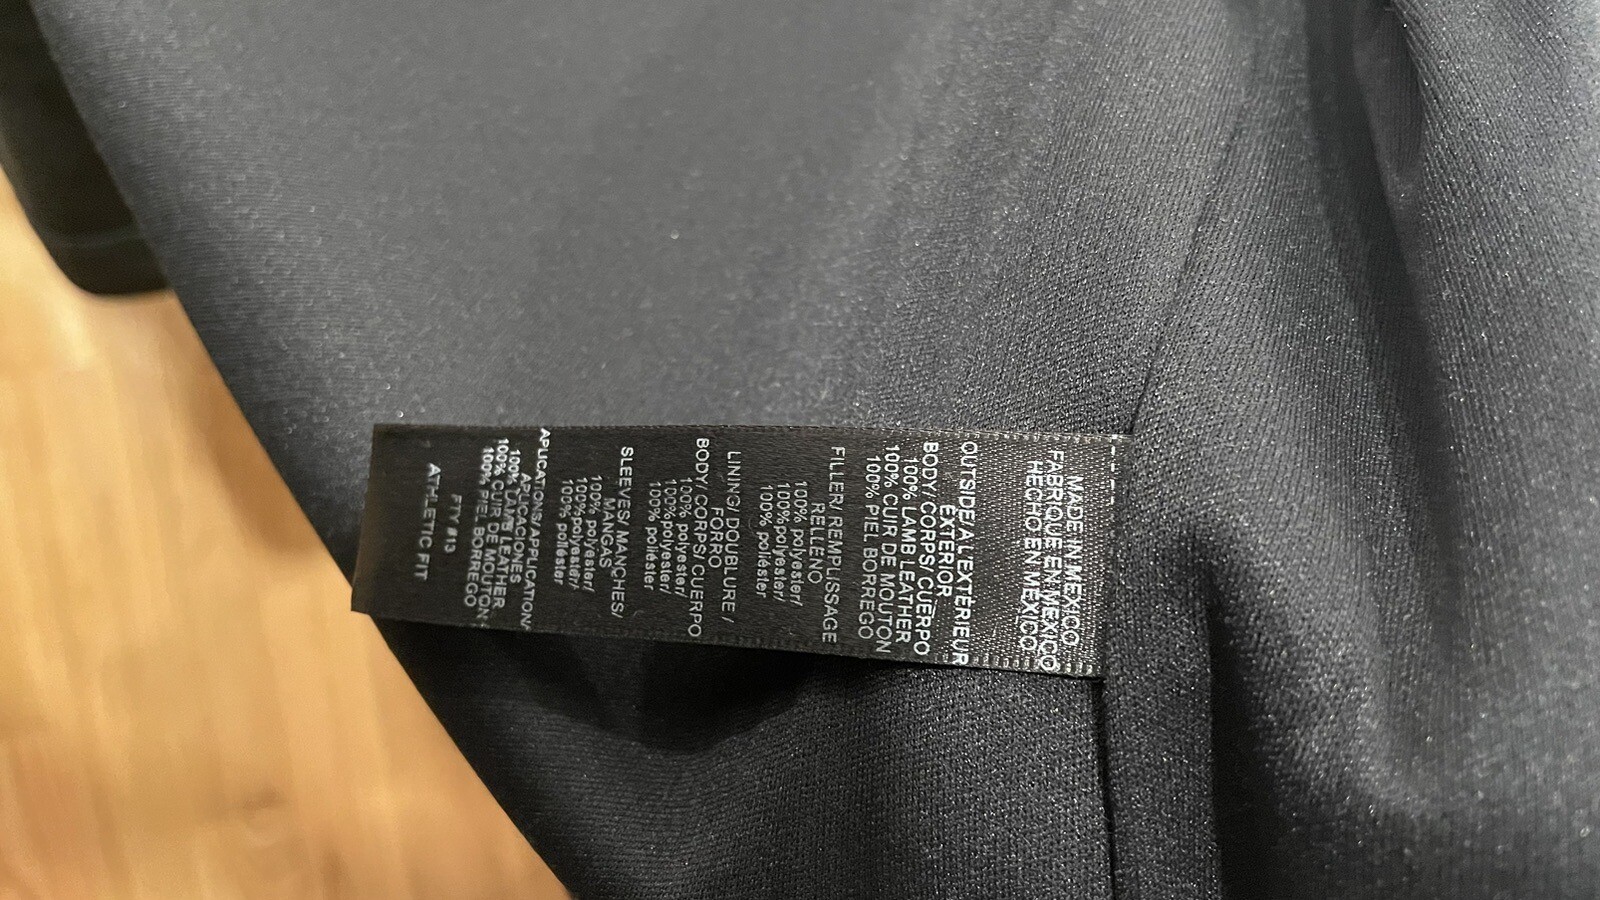 MADE IN MEXICO
FABRIQUE EN MEXICO
HECHO EN MEXICO
OUTSIDE/A L'EXTÉRIEUR
EXTERIOR
BODY/ CORPS/ CUERPO
100% LAMB LEATHER
100% CUIR DE MOUTON
100% PIEL BORREGO
FILLER/ REMPLISSAGE
RELLENO
100% polyester/
100%polyester/
100% poliéster
LINING/ DOUBLURE /
FORRO
BODY/ CORPS/ CUERPO
100% polyester/
100%polyester/
100% poliéster
SLEEVES/ MANCHES/
MANGAS
100% polyester/
100%polyester/
100% poliéster
APLICATIONS/APPLICATION/
APLICACIONES
100% LAMB LEATHER
100% CUIR DE MOUTON
100% PIEL BORREGO
FTY #13
ATHLETIC FIT